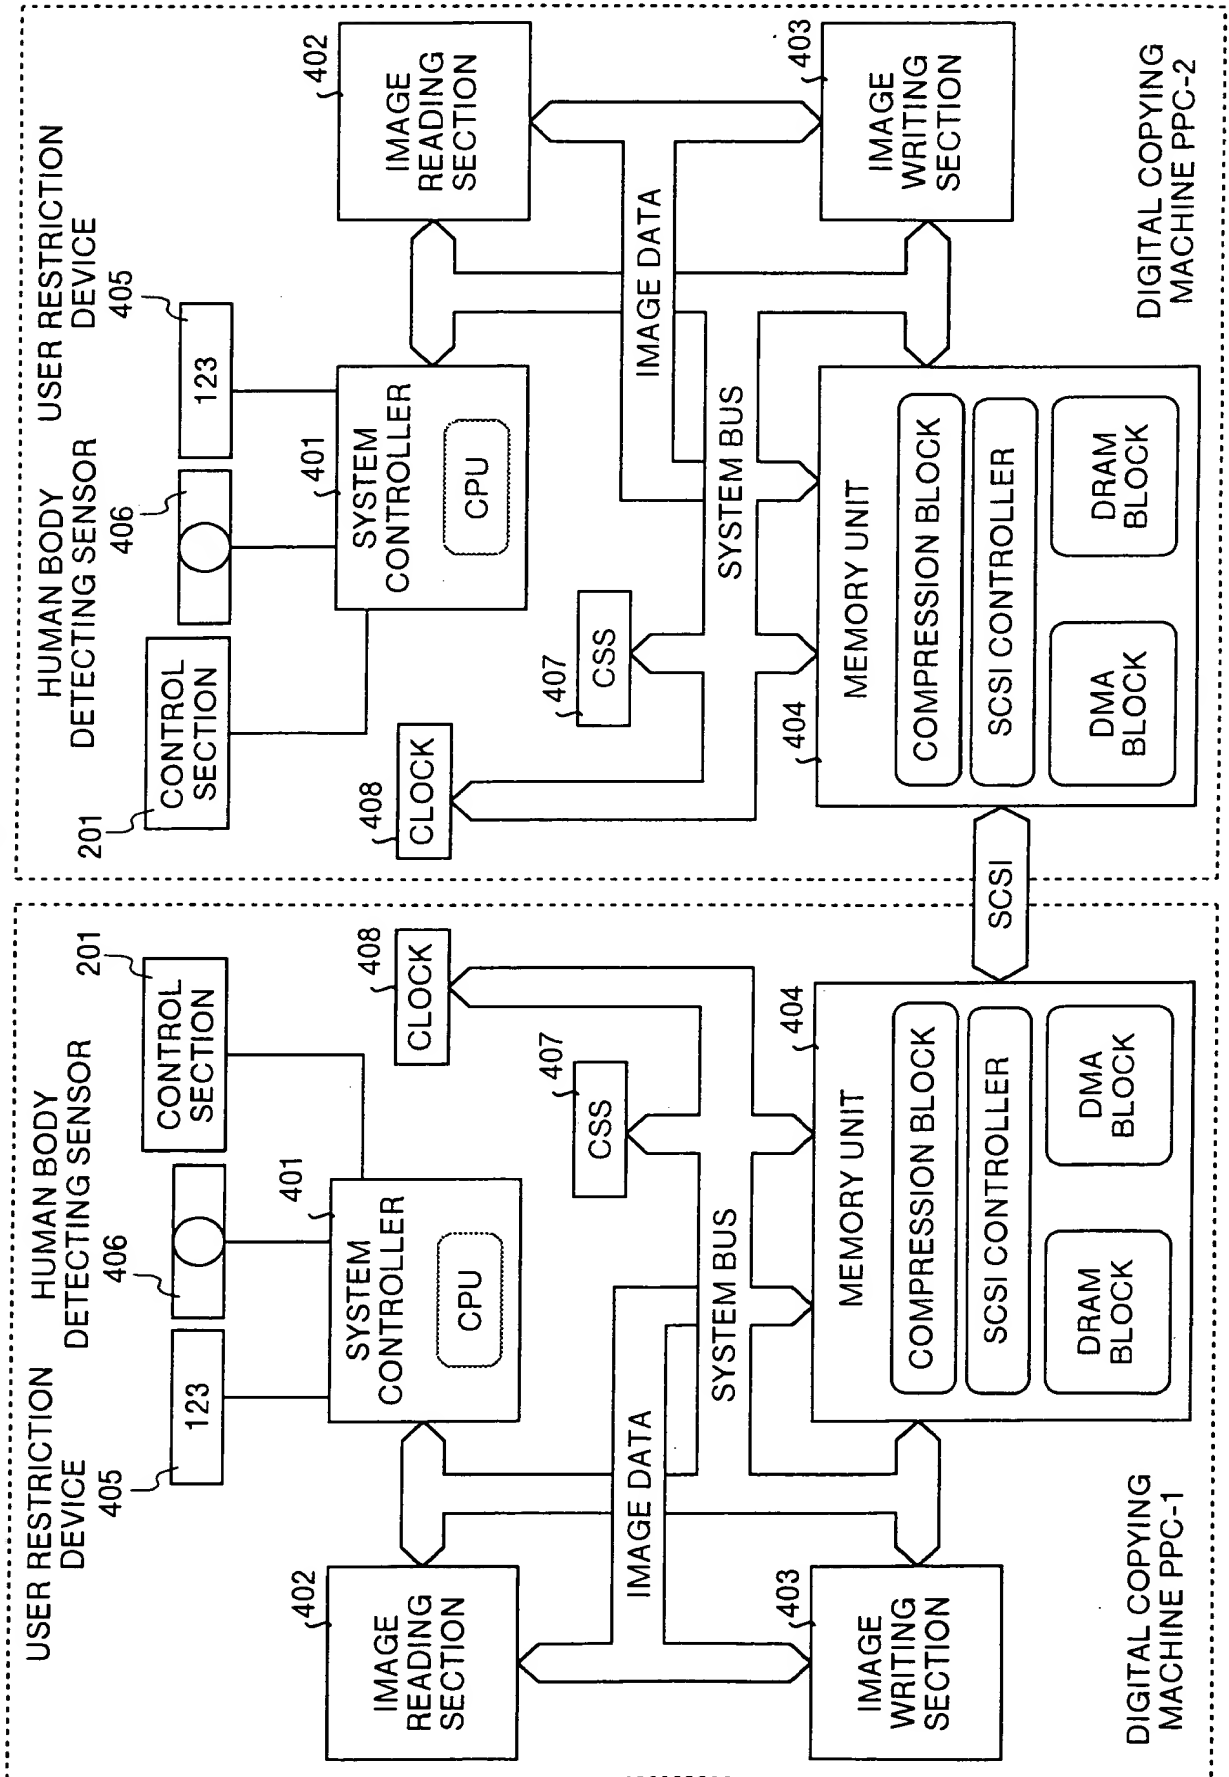 USER RESTRICTION
DEVICE
405
123
HUMAN BODY
DETECTING SENSOR
406
201
CONTROL
SECTION
401
SYSTEM
CONTROLLER
CPU
402
IMAGE
READING
SECTION
408
CLOCK
407
CSS
IMAGE DATA
SYSTEM BUS
403
IMAGE
WRITING
SECTION
404
MEMORY UNIT
COMPRESSION BLOCK
SCSI CONTROLLER
DRAM
BLOCK
DMA
BLOCK
DIGITAL COPYING
MACHINE PPC-1
SCSI
HUMAN BODY
DETECTING SENSOR
406
USER RESTRICTION
DEVICE
405
123
201
CONTROL
SECTION
401
SYSTEM
CONTROLLER
CPU
402
IMAGE
READING
SECTION
408
CLOCK
407
CSS
IMAGE DATA
SYSTEM BUS
403
IMAGE
WRITING
SECTION
404
MEMORY UNIT
COMPRESSION BLOCK
SCSI CONTROLLER
DMA
BLOCK
DRAM
BLOCK
DIGITAL COPYING
MACHINE PPC-2